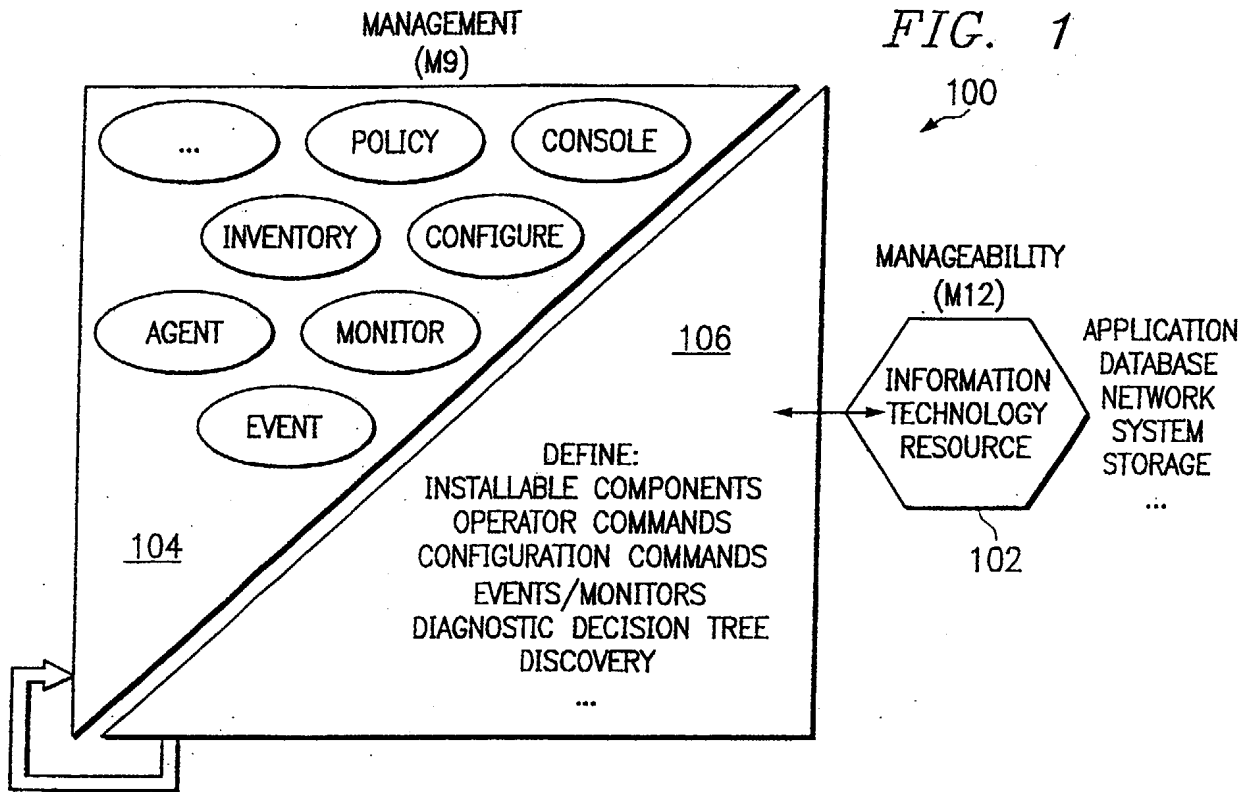 MANAGEMENT
(M9)
FIG. 1
100
...
POLICY
CONSOLE
INVENTORY
CONFIGURE
AGENT
MONITOR
EVENT
104
106
DEFINE:
INSTALLABLE COMPONENTS
OPERATOR COMMANDS
CONFIGURATION COMMANDS
EVENTS/MONITORS
DIAGNOSTIC DECISION TREE
DISCOVERY
...
MANAGEABILITY
(M12)
INFORMATION
TECHNOLOGY
RESOURCE
102
APPLICATION
DATABASE
NETWORK
SYSTEM
STORAGE
...